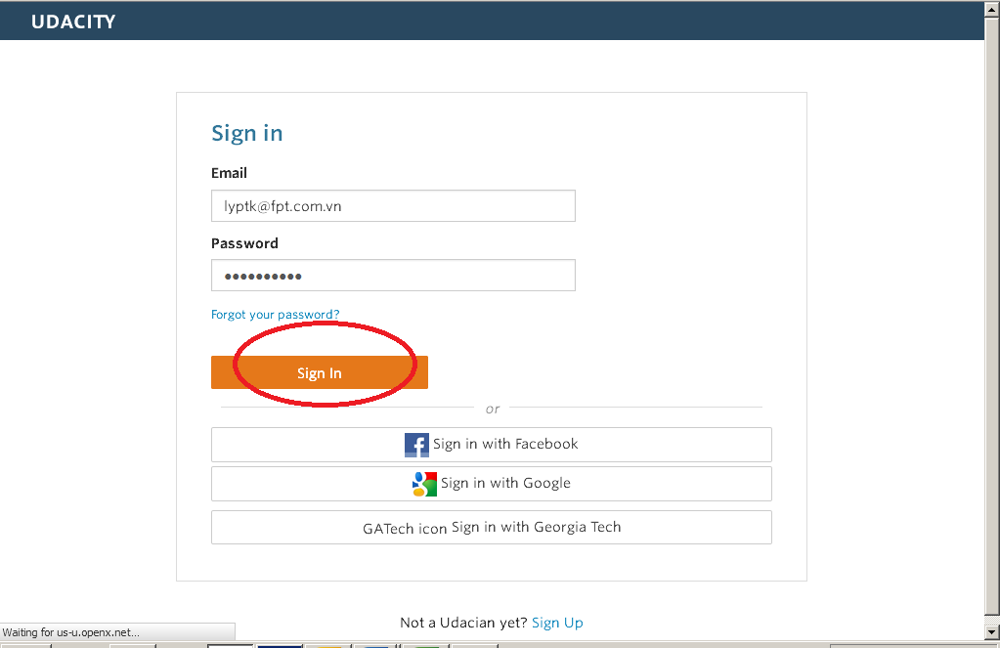 UDACITY
Sign in
Email
lyptk@fpt.com.vn
Password
••••••••••
Forgot your password?
Sign In
or
Sign in with Facebook
Sign in with Google
GATech icon Sign in with Georgia Tech
Not a Udacian yet? Sign Up
Waiting for us-u.openx.net...